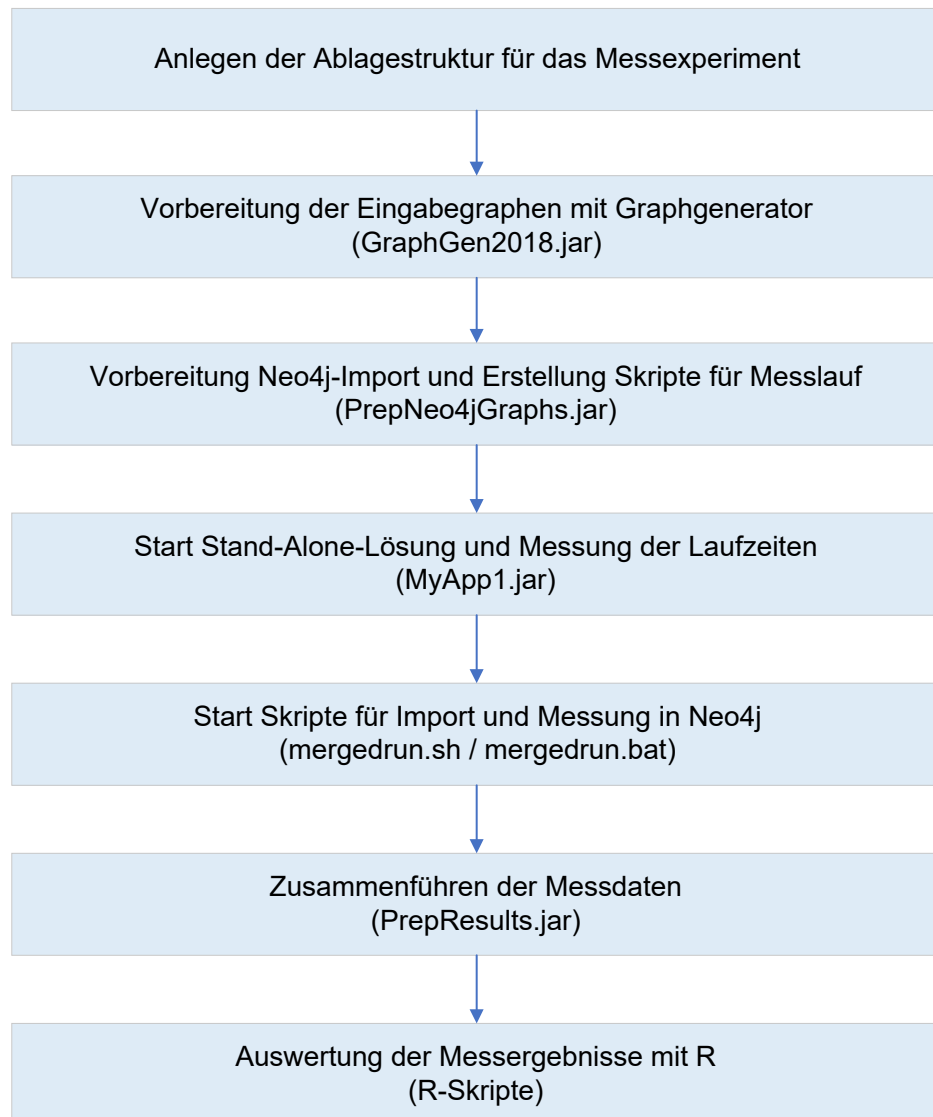 Anlegen der Ablagestruktur für das Messexperiment
Vorbereitung der Eingabegraphen mit Graphgenerator
(GraphGen2018.jar)
Vorbereitung Neo4j-Import und Erstellung Skripte für Messlauf
(PrepNeo4jGraphs.jar)
Start Stand-Alone-Lösung und Messung der Laufzeiten
(MyApp1.jar)
Start Skripte für Import und Messung in Neo4j
(mergedrun.sh / mergedrun.bat)
Zusammenführen der Messdaten
(PrepResults.jar)
Auswertung der Messergebnisse mit R
(R-Skripte)